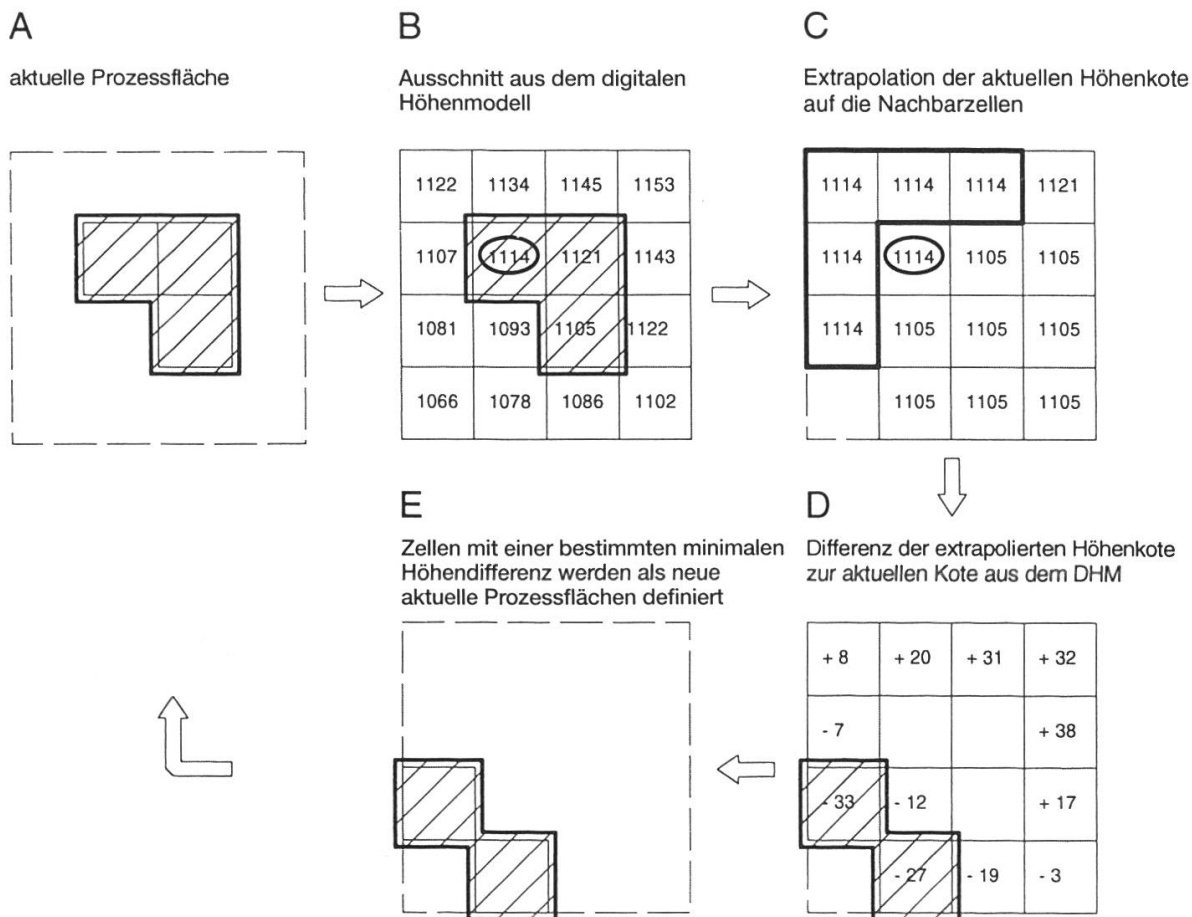 A
aktuelle Prozessfläche
B
Ausschnitt aus dem digitalen
Höhenmodell
1122 1134 1145 1153
1107 1114 1121 1143
1081 1093 1105 1122
1066 1078 1086 1102
C
Extrapolation der aktuellen Höhenkote
auf die Nachbarzellen
1114 1114 1114 1121
1114 1114 1105 1105
1114 1105 1105 1105
1105 1105 1105
E
Zellen mit einer bestimmten minimalen
Höhendifferenz werden als neue
aktuelle Prozessflächen definiert
D
Differenz der extrapolierten Höhenkote
zur aktuellen Kote aus dem DHM
+ 8 + 20 + 31 + 32
- 7 + 38
- 33 - 12 + 17
- 27 - 19 - 3